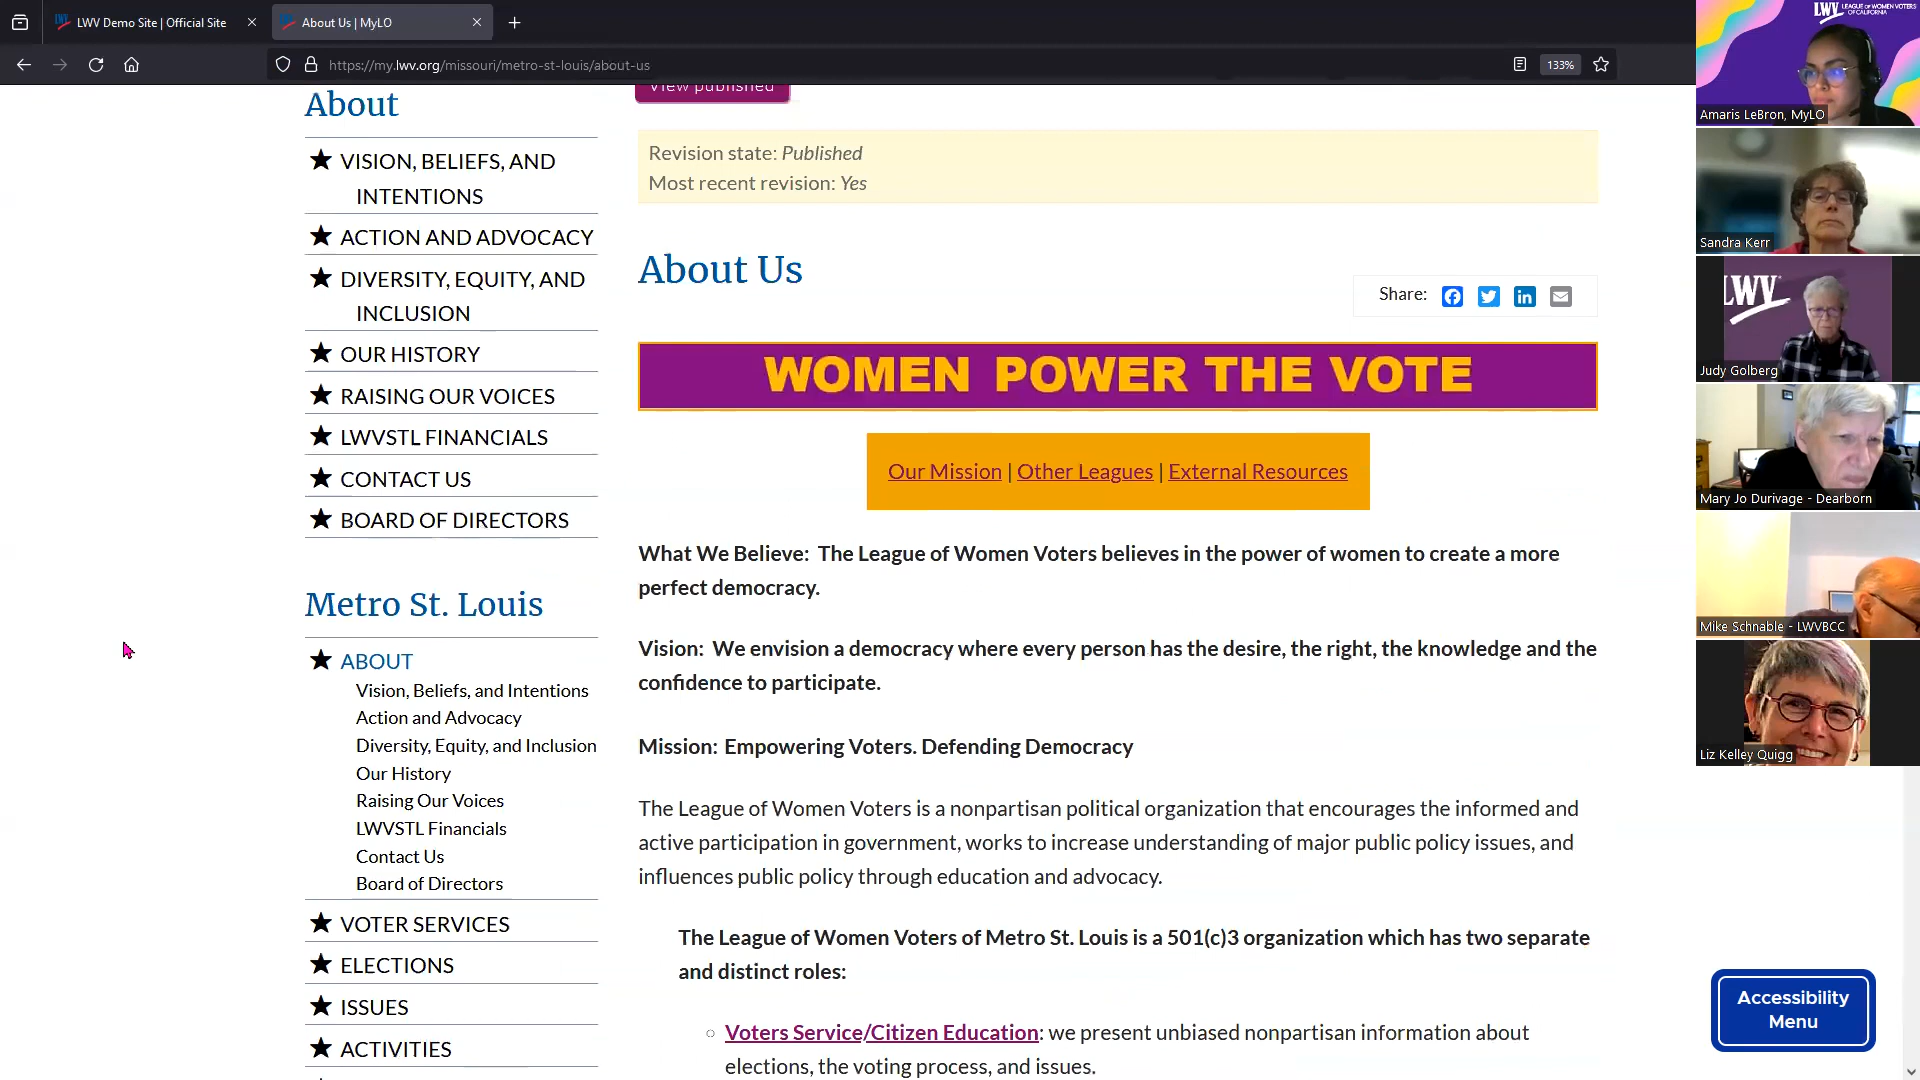 LWV Demo Site | Official Site
About Us | MyLO
https://my.lwv.org/missouri/metro-st-louis/about-us
133%
About
VISION, BELIEFS, AND
INTENTIONS
ACTION AND ADVOCACY
DIVERSITY, EQUITY, AND
INCLUSION
OUR HISTORY
RAISING OUR VOICES
LWVSTL FINANCIALS
CONTACT US
BOARD OF DIRECTORS
Metro St. Louis
ABOUT
Vision, Beliefs, and Intentions
Action and Advocacy
Diversity, Equity, and Inclusion
Our History
Raising Our Voices
LWVSTL Financials
Contact Us
Board of Directors
VOTER SERVICES
ELECTIONS
ISSUES
ACTIVITIES
View published
Revision state: Published
Most recent revision: Yes
About Us
Share:
WOMEN POWER THE VOTE
Our Mission | Other Leagues | External Resources
What We Believe: The League of Women Voters believes in the power of women to create a more
perfect democracy.
Vision: We envision a democracy where every person has the desire, the right, the knowledge and the
confidence to participate.
Mission: Empowering Voters. Defending Democracy
The League of Women Voters is a nonpartisan political organization that encourages the informed and
active participation in government, works to increase understanding of major public policy issues, and
influences public policy through education and advocacy.
The League of Women Voters of Metro St. Louis is a 501(c)3 organization which has two separate
and distinct roles:
Voters Service/Citizen Education: we present unbiased nonpartisan information about
elections, the voting process, and issues.
LWV LEAGUE OF WOMEN VOTERS
OF CALIFORNIA
Amaris LeBron, MyLO
Sandra Kerr
LWV
Judy Golberg
Mary Jo Durivage - Dearborn
Mike Schnable - LWVBCC
Liz Kelley Quigg
Accessibility
Menu